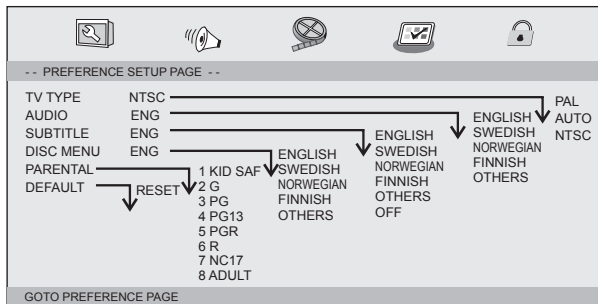 - - PREFERENCE SETUP PAGE - -
TV TYPE NTSC
AUDIO ENG
SUBTITLE ENG
DISC MENU ENG
PARENTAL
DEFAULT RESET
1 KID SAF
2 G
3 PG
4 PG13
5 PGR
6 R
7 NC17
8 ADULT
ENGLISH
SWEDISH
NORWEGIAN
FINNISH
OTHERS
ENGLISH
SWEDISH
NORWEGIAN
FINNISH
OTHERS
OFF
ENGLISH
SWEDISH
NORWEGIAN
FINNISH
OTHERS
PAL
AUTO
NTSC
GOTO PREFERENCE PAGE